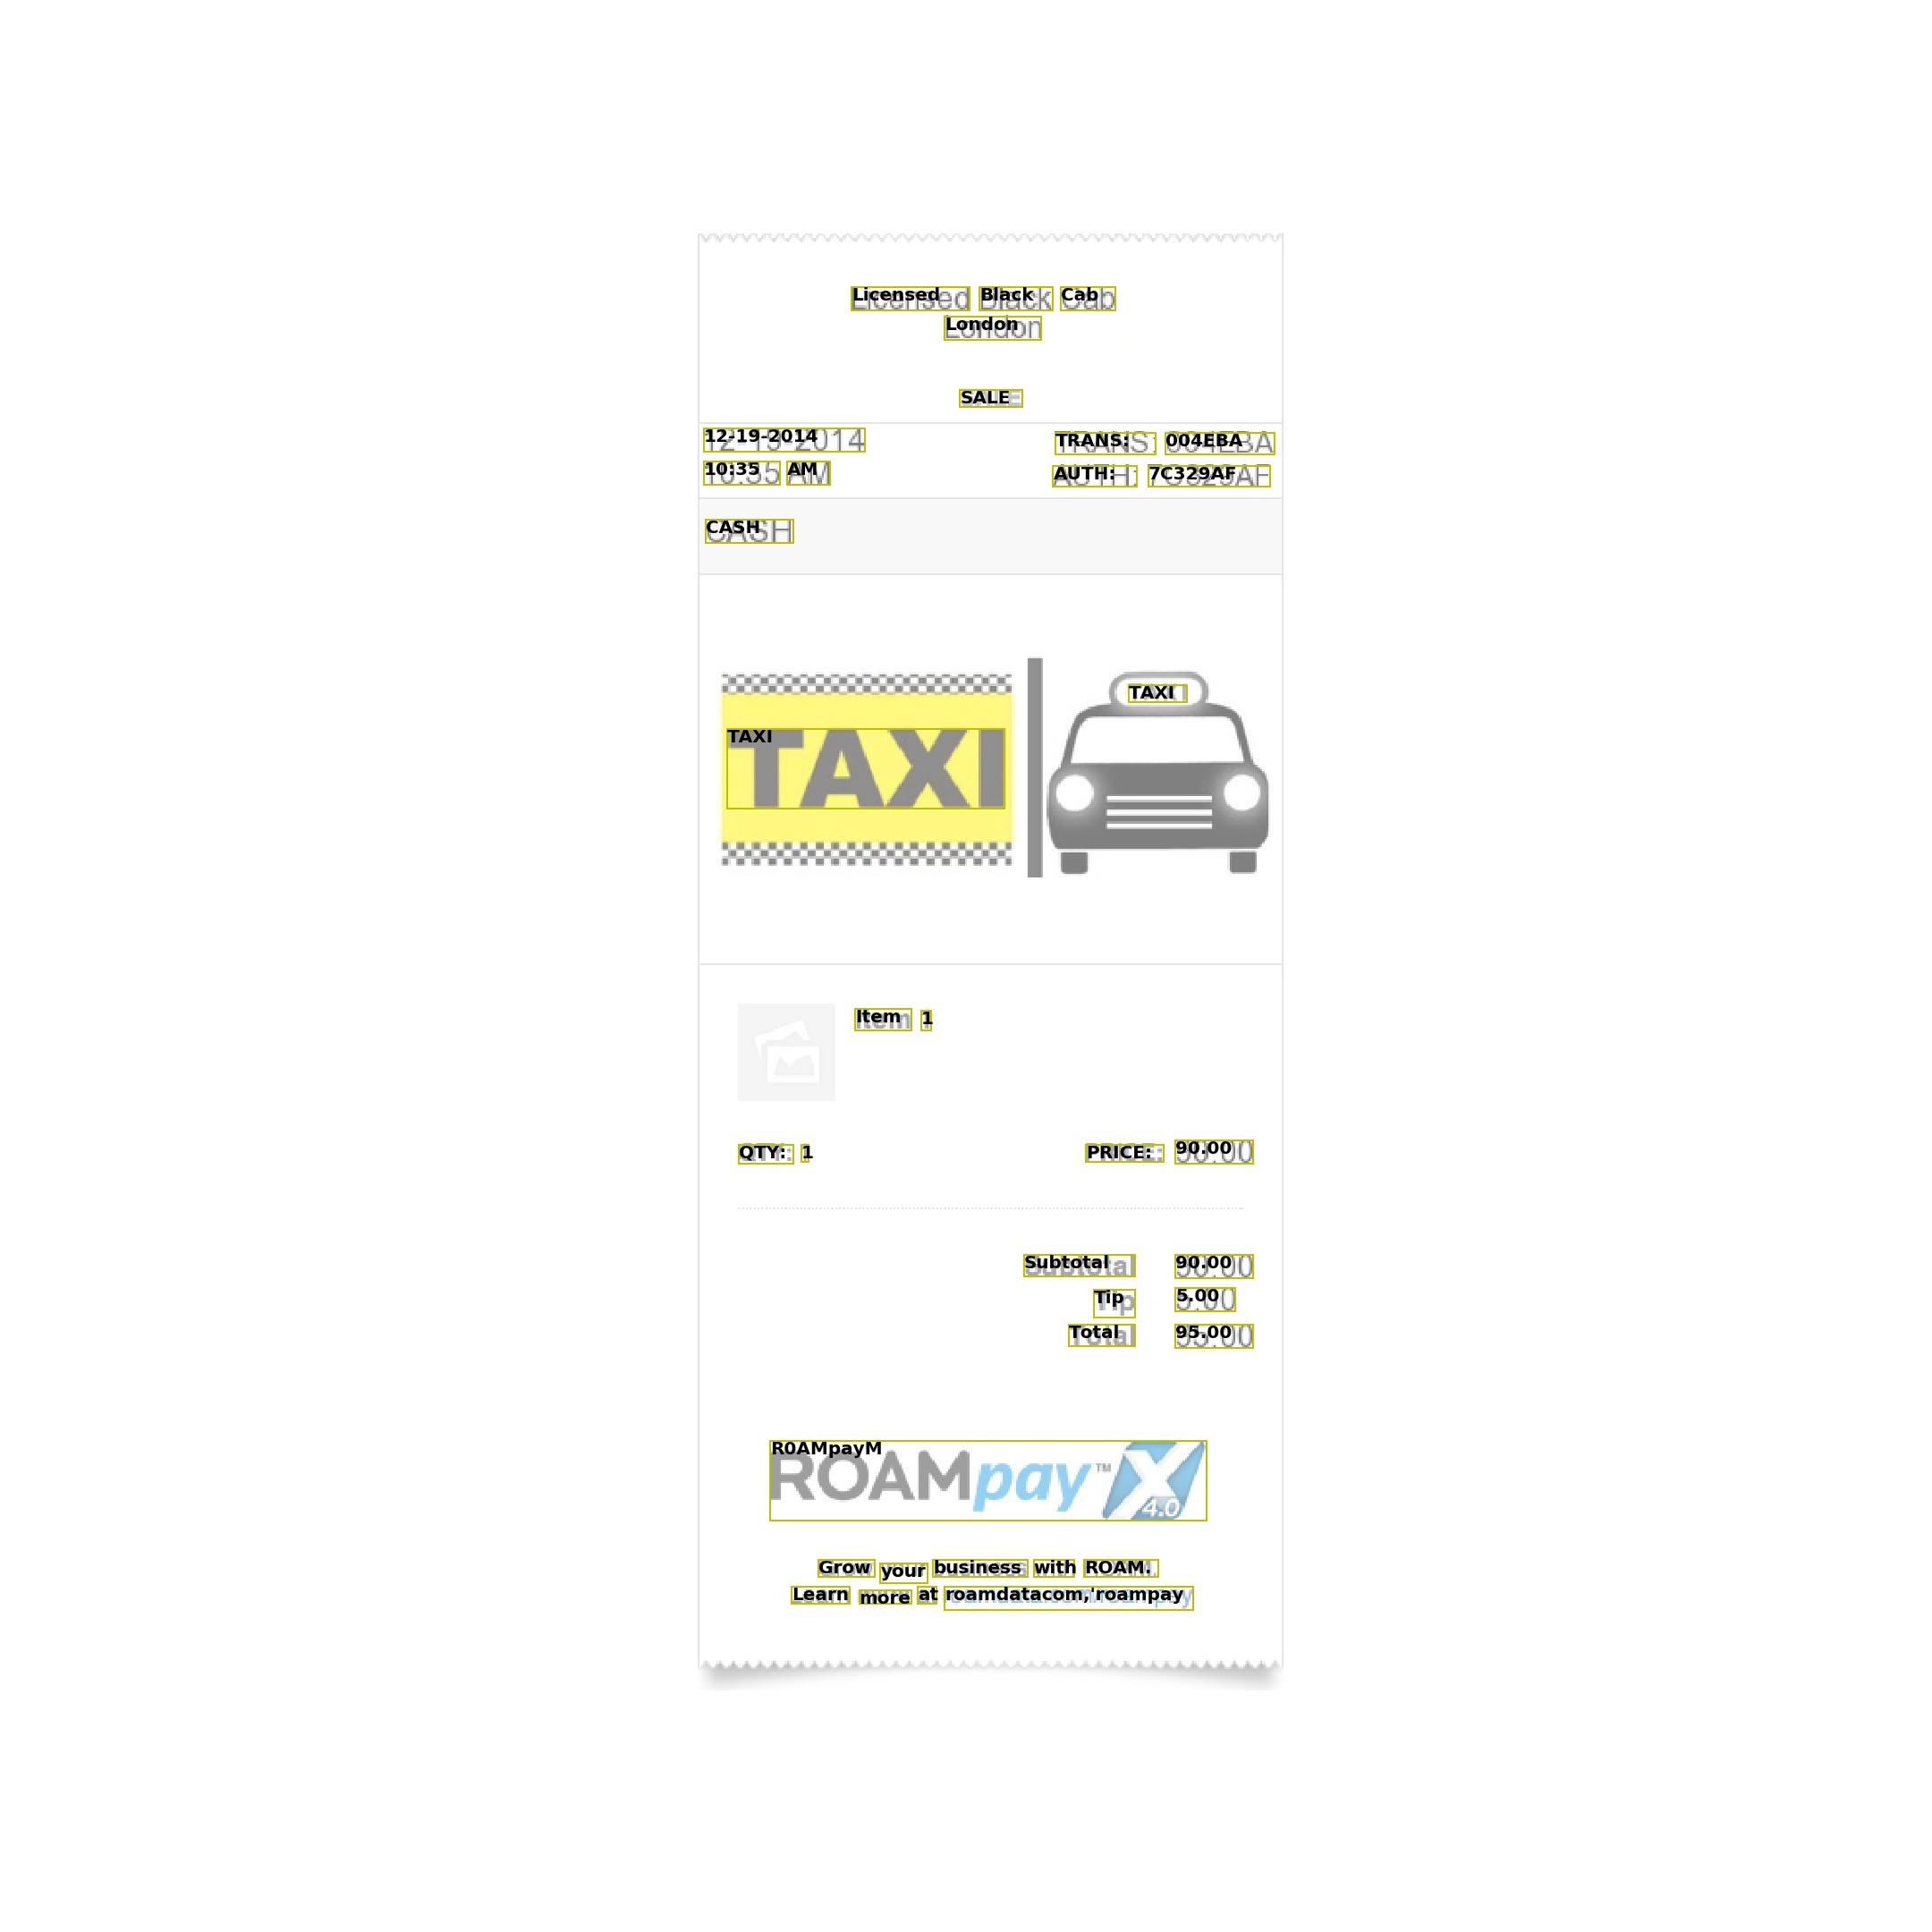 Licensed Black Cab
London
SALE
12-19-2014 TRANS: 004EBA
10:35 AM AUTH: 7C329AF
CASH
TAXI
TAXI
Item 1
QTY: 1 PRICE: 90.00
Subtotal 90.00
Tip 5.00
Total 95.00
R0AMpayM
ROAMpay™ X 4.0
Grow your business with ROAM.
Learn more at roamdatacom,'roampay